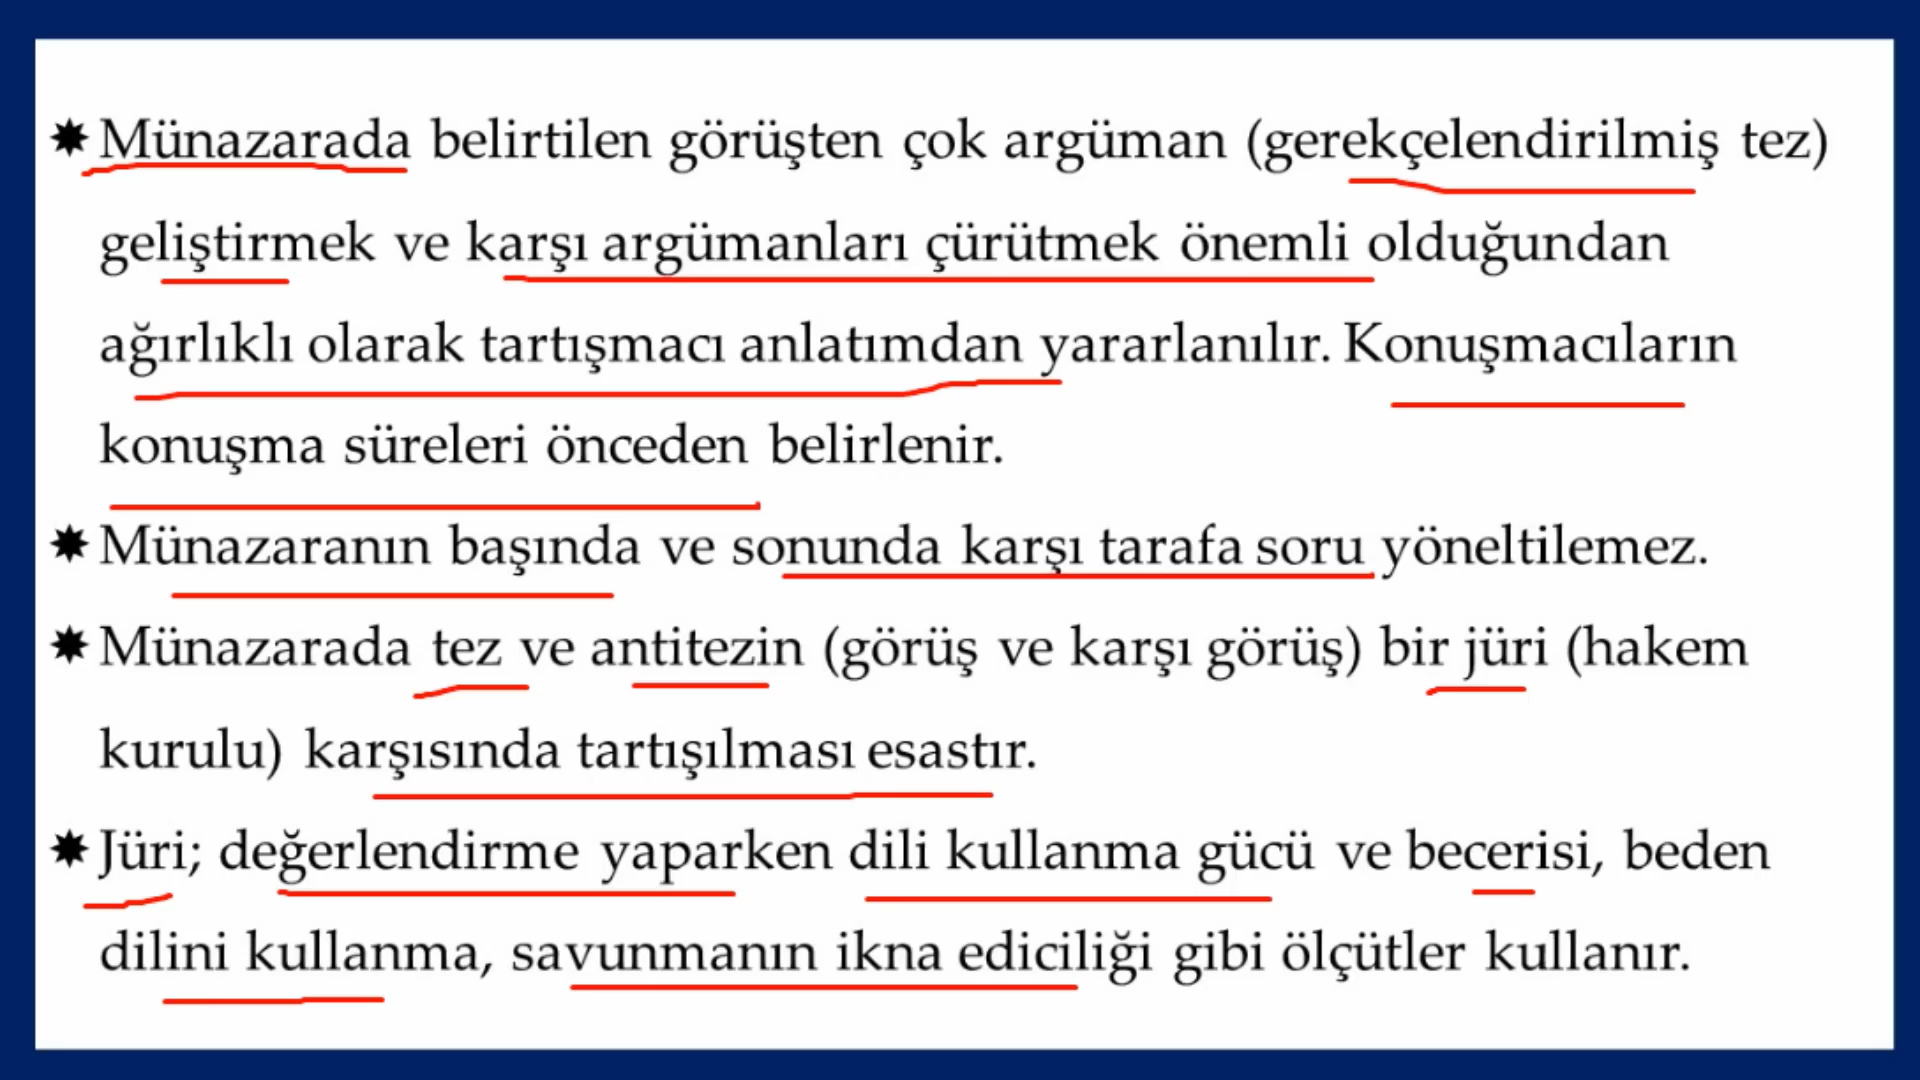 ✸ Münazarada belirtilen görüşten çok argüman (gerekçelendirilmiş tez)
geliştirmek ve karşı argümanları çürütmek önemli olduğundan
ağırlıklı olarak tartışmacı anlatımdan yararlanılır. Konuşmacıların
konuşma süreleri önceden belirlenir.
✸ Münazaranın başında ve sonunda karşı tarafa soru yöneltilemez.
✸ Münazarada tez ve antitezin (görüş ve karşı görüş) bir jüri (hakem
kurulu) karşısında tartışılması esastır.
✸ Jüri; değerlendirme yaparken dili kullanma gücü ve becerisi, beden
dilini kullanma, savunmanın ikna ediciliği gibi ölçütler kullanır.